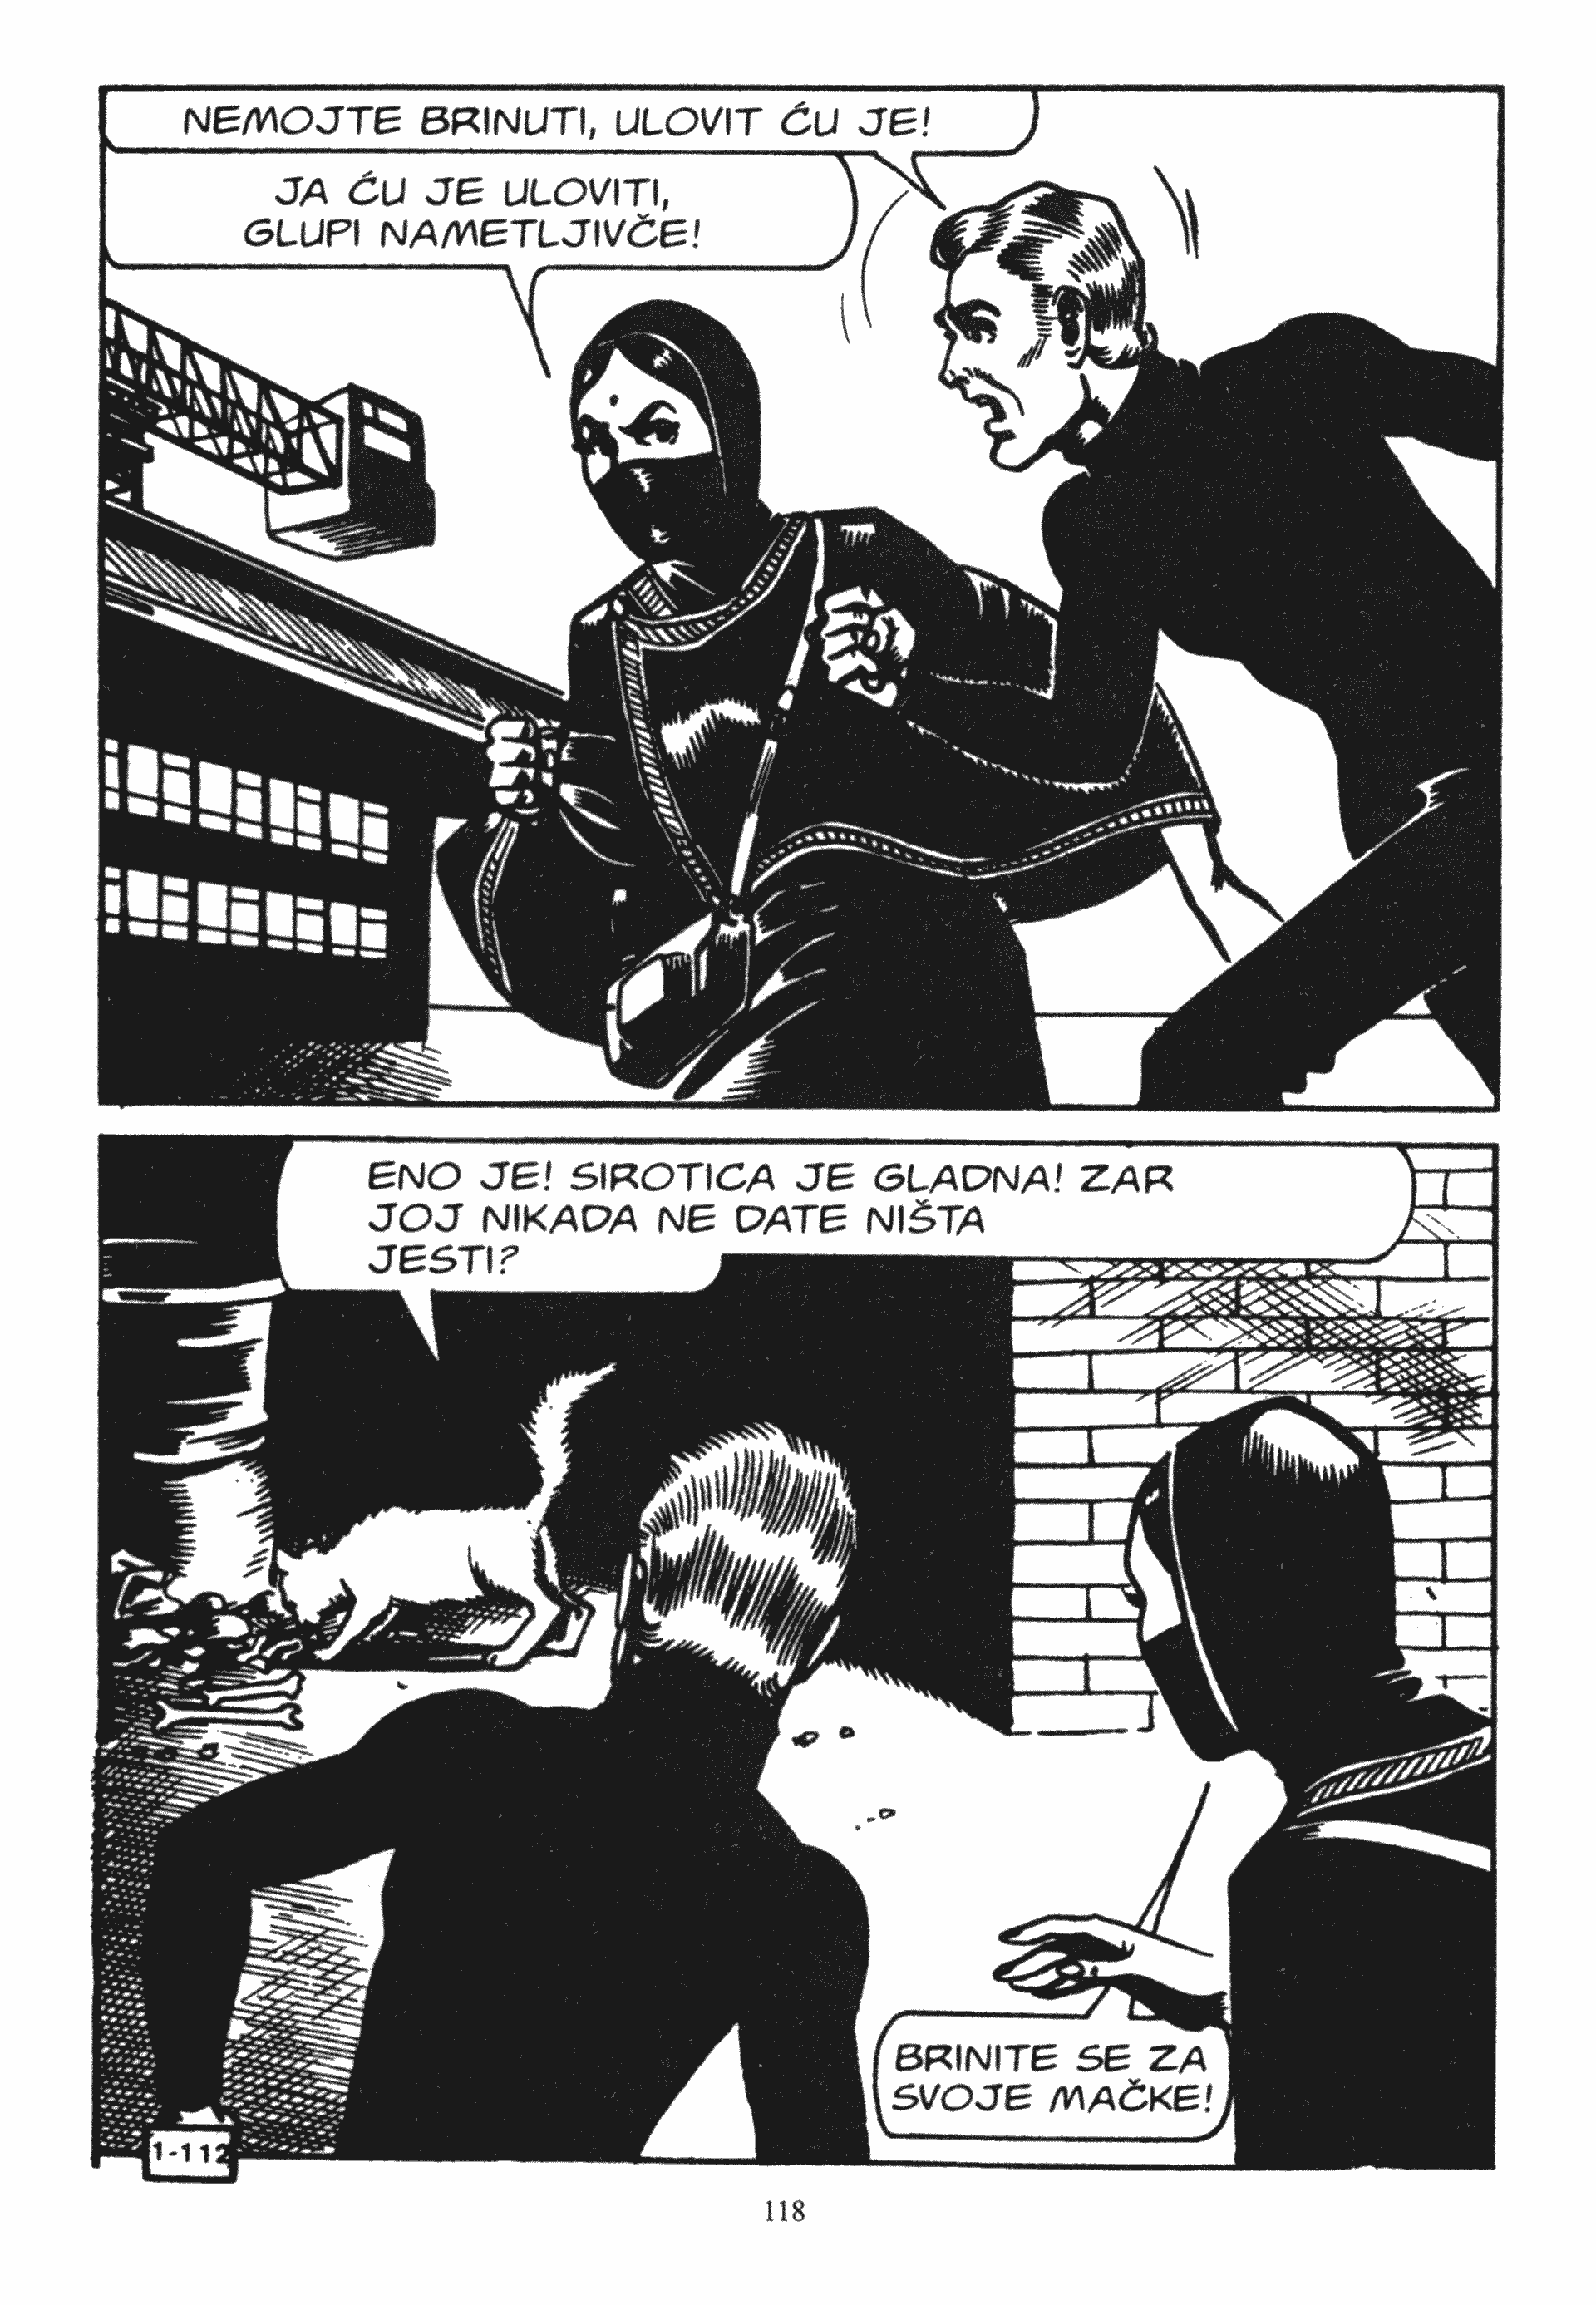 NEMOJTE BRINUTI, ULOVIT ĆU JE!
JA ĆU JE ULOVITI,
GLUPI NAMETLJIVČE!
ENO JE! SIROTICA JE GLADNA! ZAR
JOJ NIKADA NE DATE NIŠTA
JESTI?
BRINITE SE ZA
SVOJE MAČKE!
1-112
118